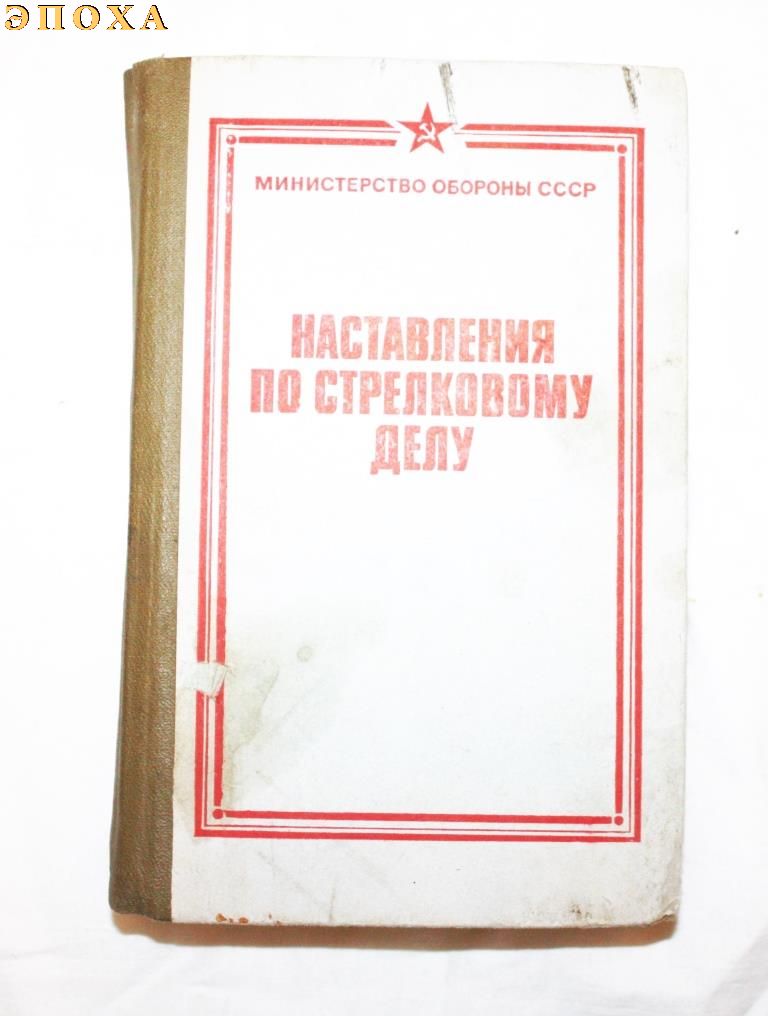 ЭПОХА
МИНИСТЕРСТВО ОБОРОНЫ СССР
НАСТАВЛЕНИЯ
ПО СТРЕЛКОВОМУ
ДЕЛУ